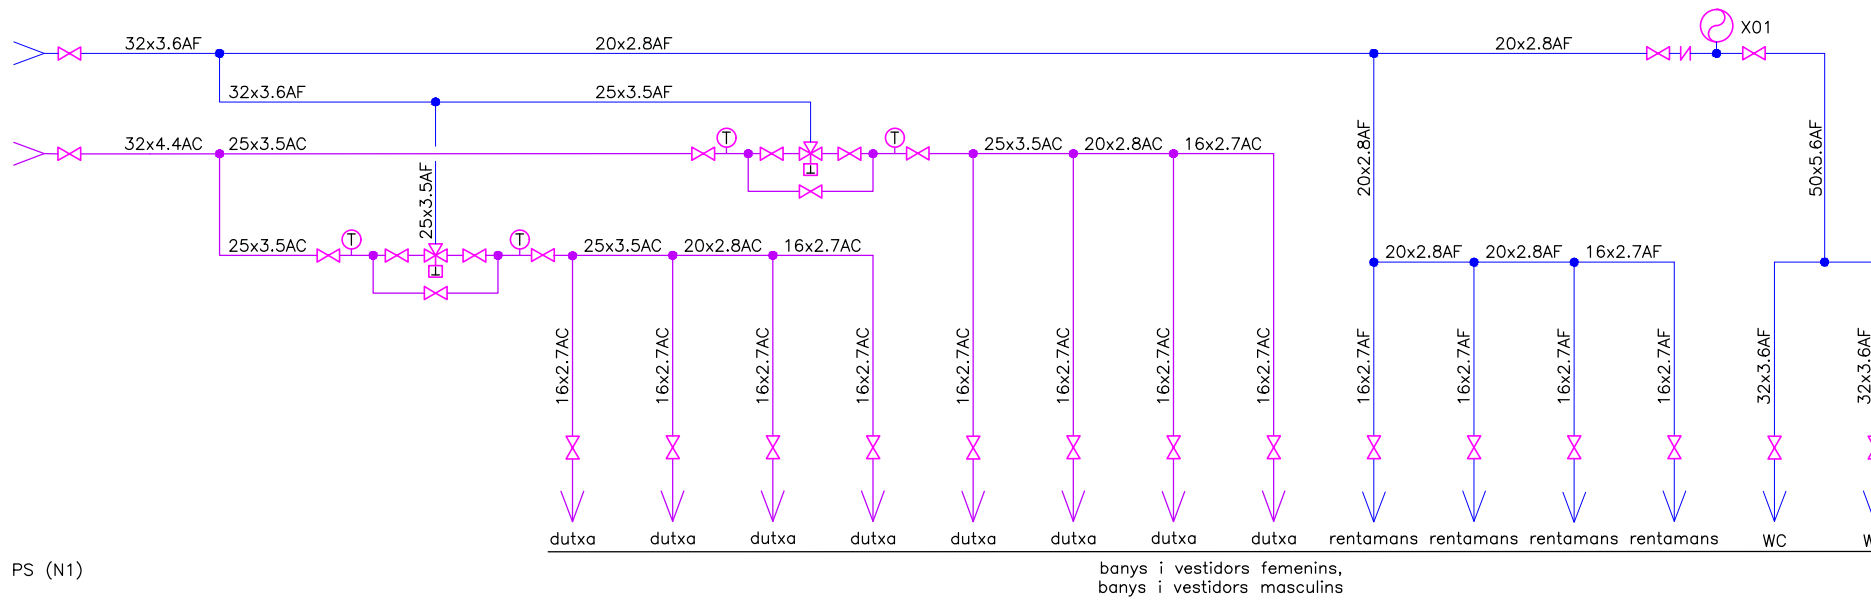 32x3.6AF 20x2.8AF 20x2.8AF X01
32x3.6AF 25x3.5AF
32x4.4AC 25x3.5AC T T 25x3.5AC 20x2.8AC 16x2.7AC
25x3.5AF 20x2.8AF 50x5.6AF
25x3.5AC T T 25x3.5AC 20x2.8AC 16x2.7AC 20x2.8AF 20x2.8AF 16x2.7AF
16x2.7AC 16x2.7AC 16x2.7AC 16x2.7AC 16x2.7AC 16x2.7AC 16x2.7AC 16x2.7AC 16x2.7AF 16x2.7AF 16x2.7AF 16x2.7AF 32x3.6AF 32x3.6AF
dutxa dutxa dutxa dutxa dutxa dutxa dutxa dutxa rentamans rentamans rentamans rentamans WC
PS (N1)
banys i vestidors femenins,
banys i vestidors masculins